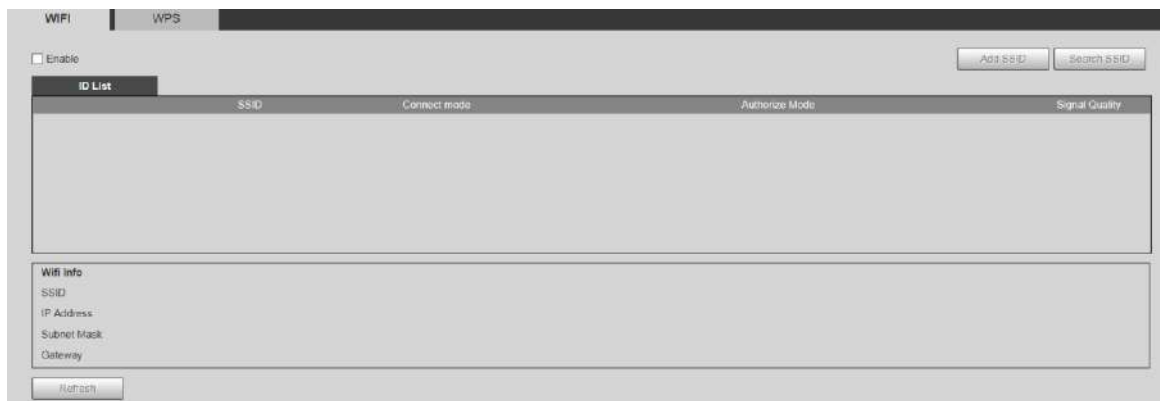 WIFI WPS
Enable Add SSID Search SSID
ID List
SSID Connect mode Authorize Mode Signal Quality
Wifi Info
SSID
IP Address
Subnet Mask
Gateway
Refresh